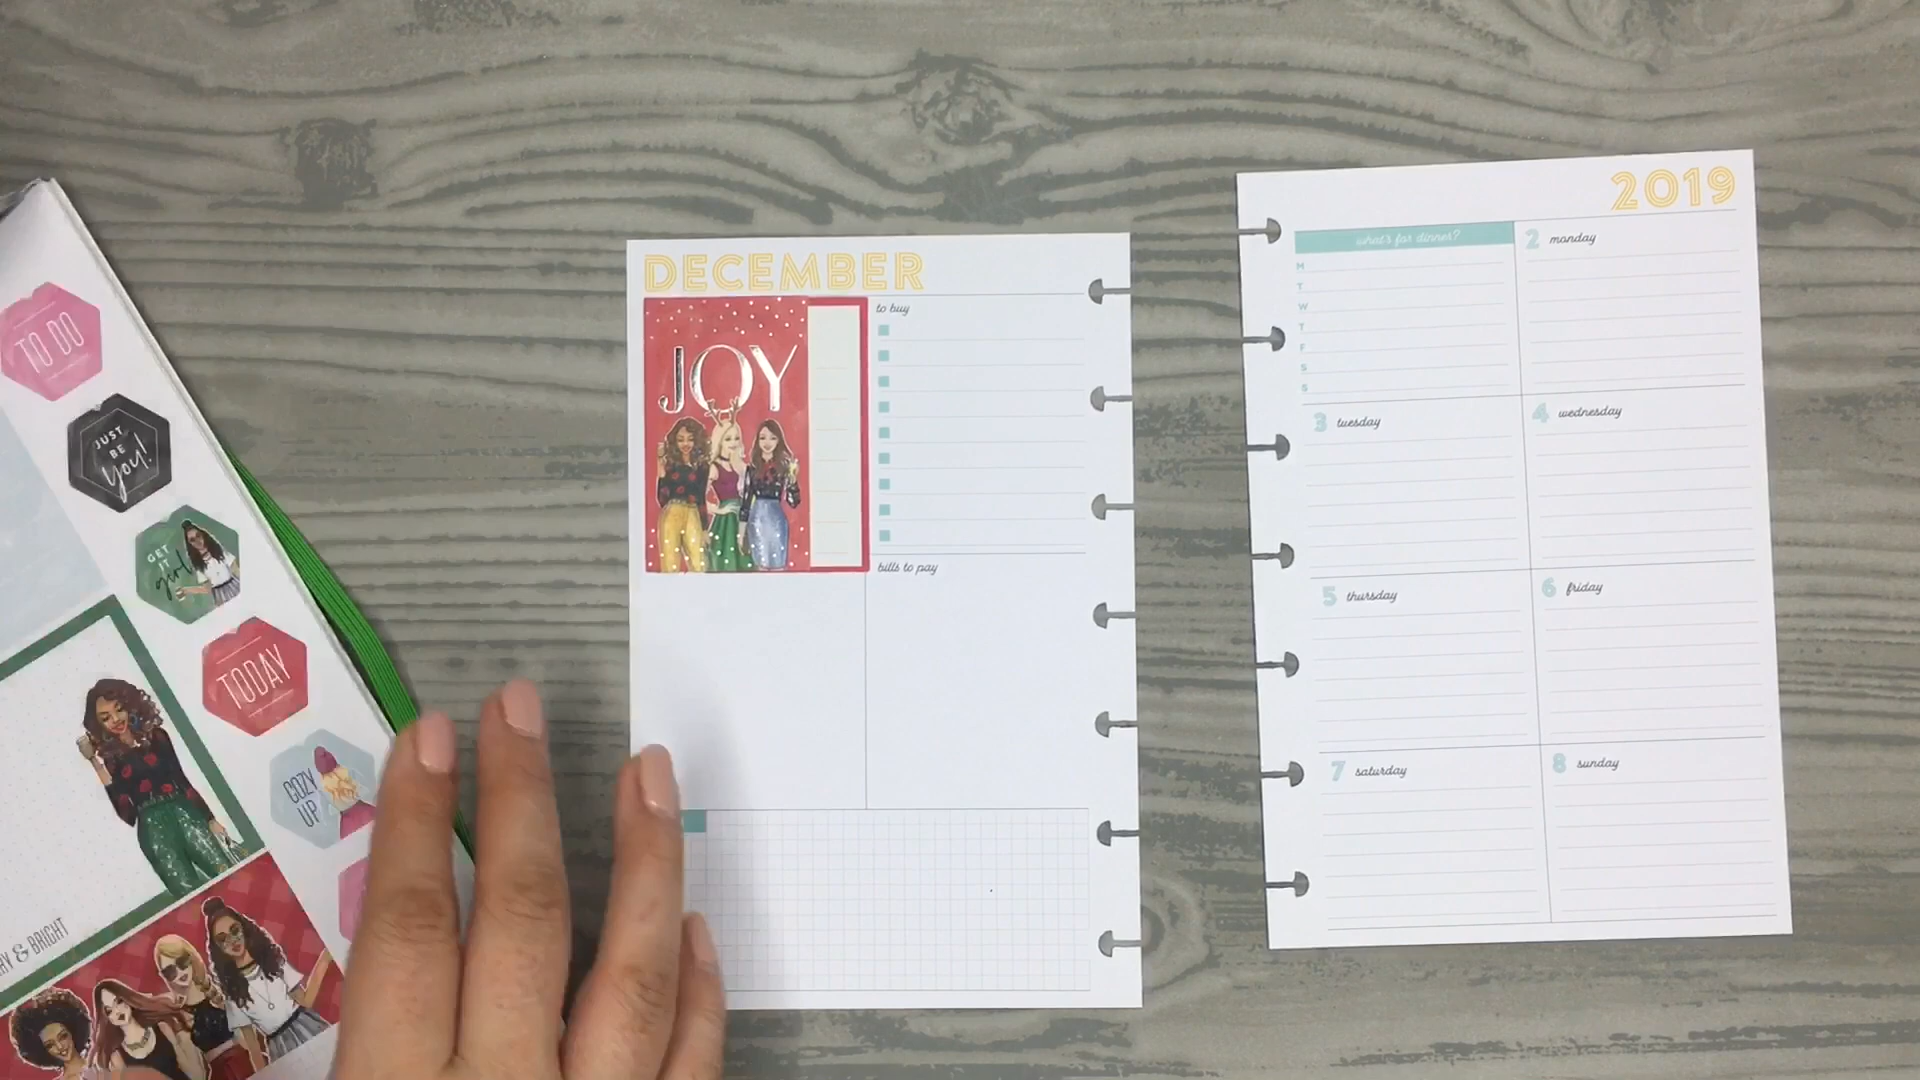 TO DO
JUST
BE
you!
GET
IT
girl
TODAY
COZY
UP
& BRIGHT
DECEMBER
JOY
to buy
bills to pay
2019
what's for dinner?
M
T
W
T
F
S
S
2 monday
3 tuesday
4 wednesday
5 thursday
6 friday
7 saturday
8 sunday